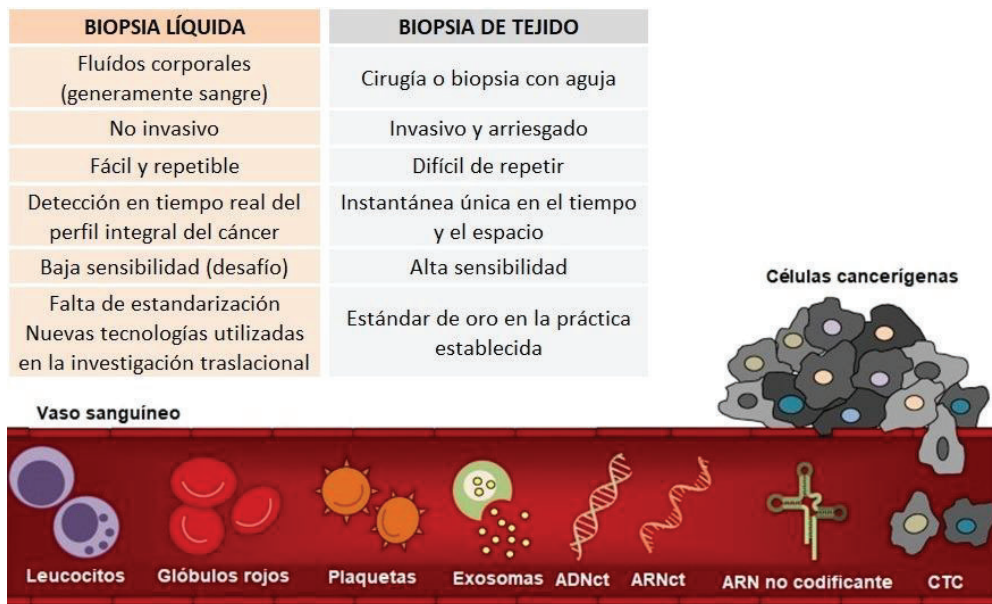 BIOPSIA LÍQUIDA
BIOPSIA DE TEJIDO
Fluídos corporales
(generamente sangre)
Cirugía o biopsia con aguja
No invasivo
Invasivo y arriesgado
Fácil y repetible
Difícil de repetir
Detección en tiempo real del
perfil integral del cáncer
Instantánea única en el tiempo
y el espacio
Baja sensibilidad (desafío)
Alta sensibilidad
Falta de estandarización
Nuevas tecnologías utilizadas
en la investigación traslacional
Estándar de oro en la práctica
establecida
Células cancerígenas
Vaso sanguíneo
Leucocitos
Glóbulos rojos
Plaquetas
Exosomas
ADNct
ARNct
ARN no codificante
CTC